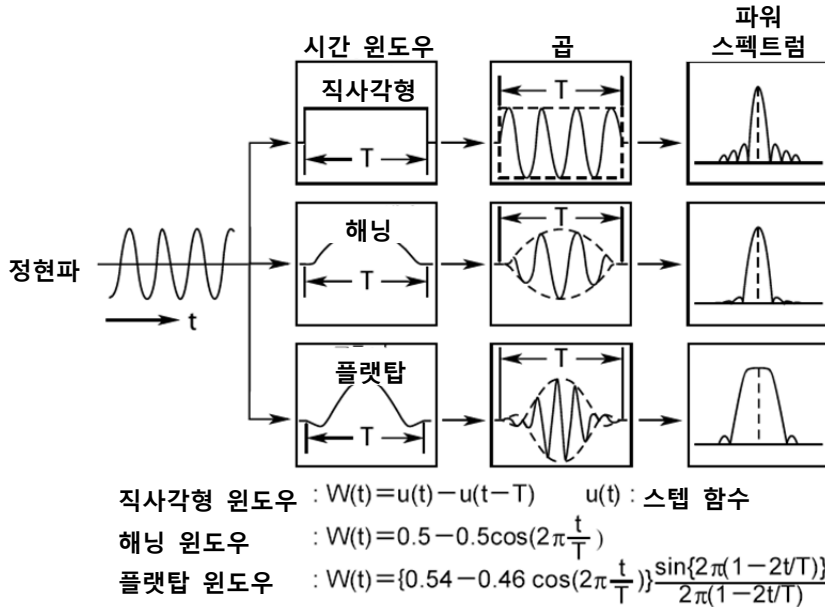 시간 윈도우
곱
파워
스펙트럼
직사각형
T
T
정현파
t
해닝
T
T
플랫탑
T
T
직사각형 윈도우 : W(t)=u(t)-u(t-T) u(t) : 스텝 함수
해닝 윈도우 : W(t)=0.5-0.5cos(2π t/T)
플랫탑 윈도우 : W(t)={0.54-0.46 cos(2π t/T)} sin{2π(1-2t/T)}/2π(1-2t/T)